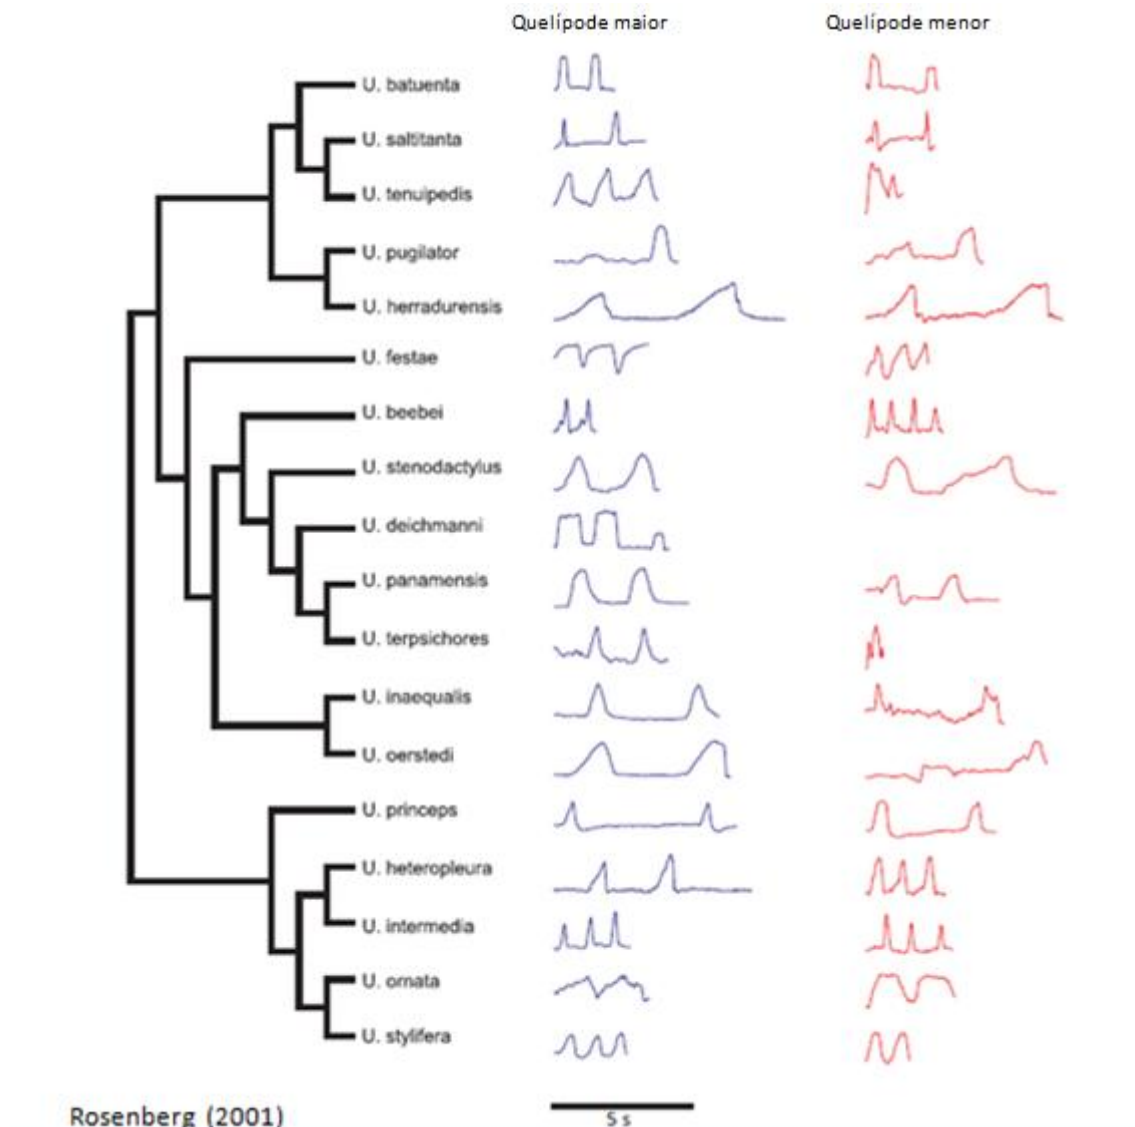 Quelípode maior
Quelípode menor
U. batuenta
U. saltitanta
U. tenuipedis
U. pugilator
U. herradurensis
U. festae
U. beebei
U. stenodactylus
U. deichmanni
U. panamensis
U. terpsichores
U. inaequalis
U. oerstedi
U. princeps
U. heteropleura
U. intermedia
U. ornata
U. stylifera
5 s
Rosenberg (2001)